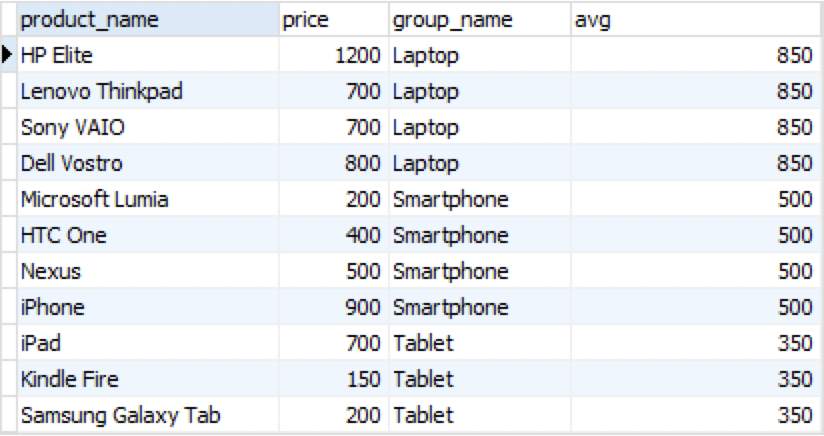 product_name price group_name avg
HP Elite 1200 Laptop 850
Lenovo Thinkpad 700 Laptop 850
Sony VAIO 700 Laptop 850
Dell Vostro 800 Laptop 850
Microsoft Lumia 200 Smartphone 500
HTC One 400 Smartphone 500
Nexus 500 Smartphone 500
iPhone 900 Smartphone 500
iPad 700 Tablet 350
Kindle Fire 150 Tablet 350
Samsung Galaxy Tab 200 Tablet 350